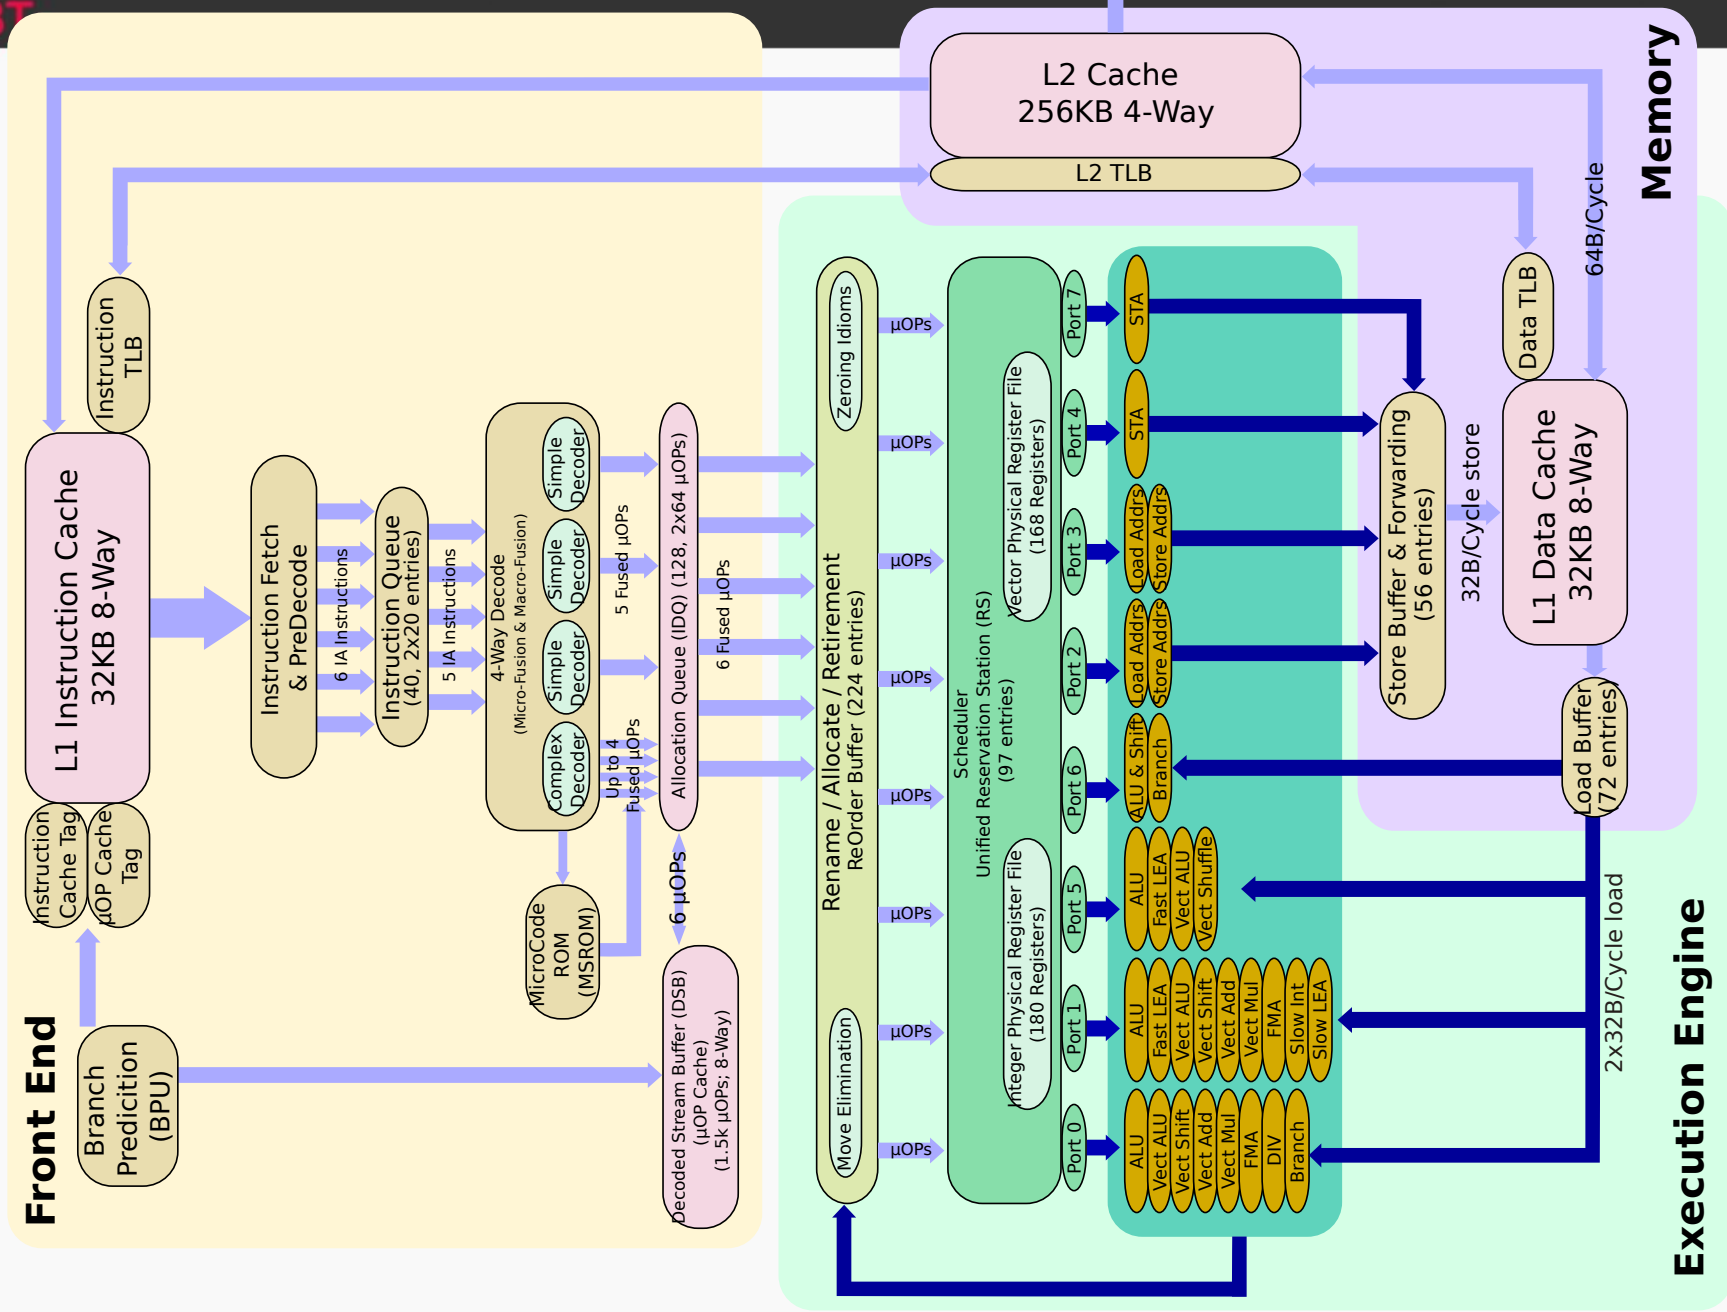 BT
L2 Cache
256KB 4-Way
L2 TLB
Memory
64B/Cycle
Instruction
TLB
L1 Instruction Cache
32KB 8-Way
Instruction
Cache Tag
µOP Cache
Tag
Front End
Branch
Predicition
(BPU)
Instruction Fetch
& PreDecode
6 IA Instructions
Instruction Queue
(40, 2x20 entries)
5 IA Instructions
4-Way Decode
(Micro-Fusion & Macro-Fusion)
Complex
Decoder
Simple
Decoder
Simple
Decoder
Simple
Decoder
Up to 4
Fused µOPs
5 Fused µOPs
MicroCode
ROM
(MSROM)
Allocation Queue (IDQ) (128, 2x64 µOPs)
6 µOPs
6 Fused µOPs
Decoded Stream Buffer (DSB)
(µOP Cache)
(1.5k µOPs; 8-Way)
Rename / Allocate / Retirement
ReOrder Buffer (224 entries)
Move Elimination
Zeroing Idioms
µOPs
µOPs
µOPs
µOPs
µOPs
µOPs
µOPs
µOPs
Scheduler
Unified Reservation Station (RS)
(97 entries)
Integer Physical Register File
(180 Registers)
Vector Physical Register File
(168 Registers)
Port 0
Port 1
Port 5
Port 6
Port 2
Port 3
Port 4
Port 7
ALU
Vect ALU
Vect Shift
Vect Add
Vect Mul
FMA
DIV
Branch
ALU
Fast LEA
Vect ALU
Vect Shift
Vect Add
Vect Mul
FMA
Slow Int
Slow LEA
ALU
Fast LEA
Vect ALU
Vect Shuffle
ALU & Shift
Branch
Load Addrs
Store Addrs
Load Addrs
Store Addrs
STA
STA
Store Buffer & Forwarding
(56 entries)
32B/Cycle store
Data TLB
L1 Data Cache
32KB 8-Way
Load Buffer
(72 entries)
2x32B/Cycle load
Execution Engine